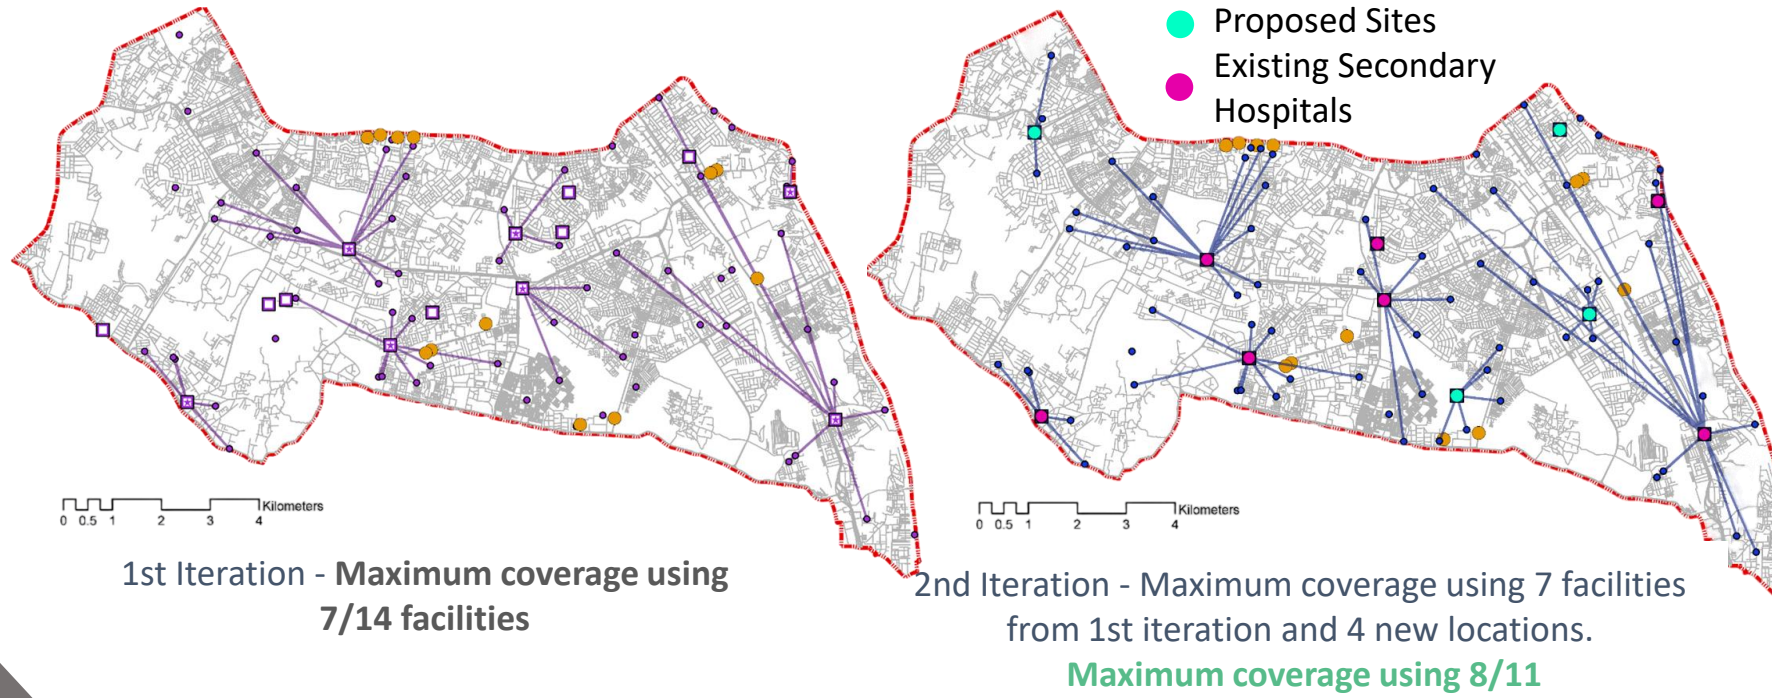 Proposed Sites
Existing Secondary
Hospitals
Kilometers
0 0.5 1 2 3 4
Kilometers
0 0.5 1 2 3 4
1st Iteration - Maximum coverage using
7/14 facilities
2nd Iteration - Maximum coverage using 7 facilities
from 1st iteration and 4 new locations.
Maximum coverage using 8/11